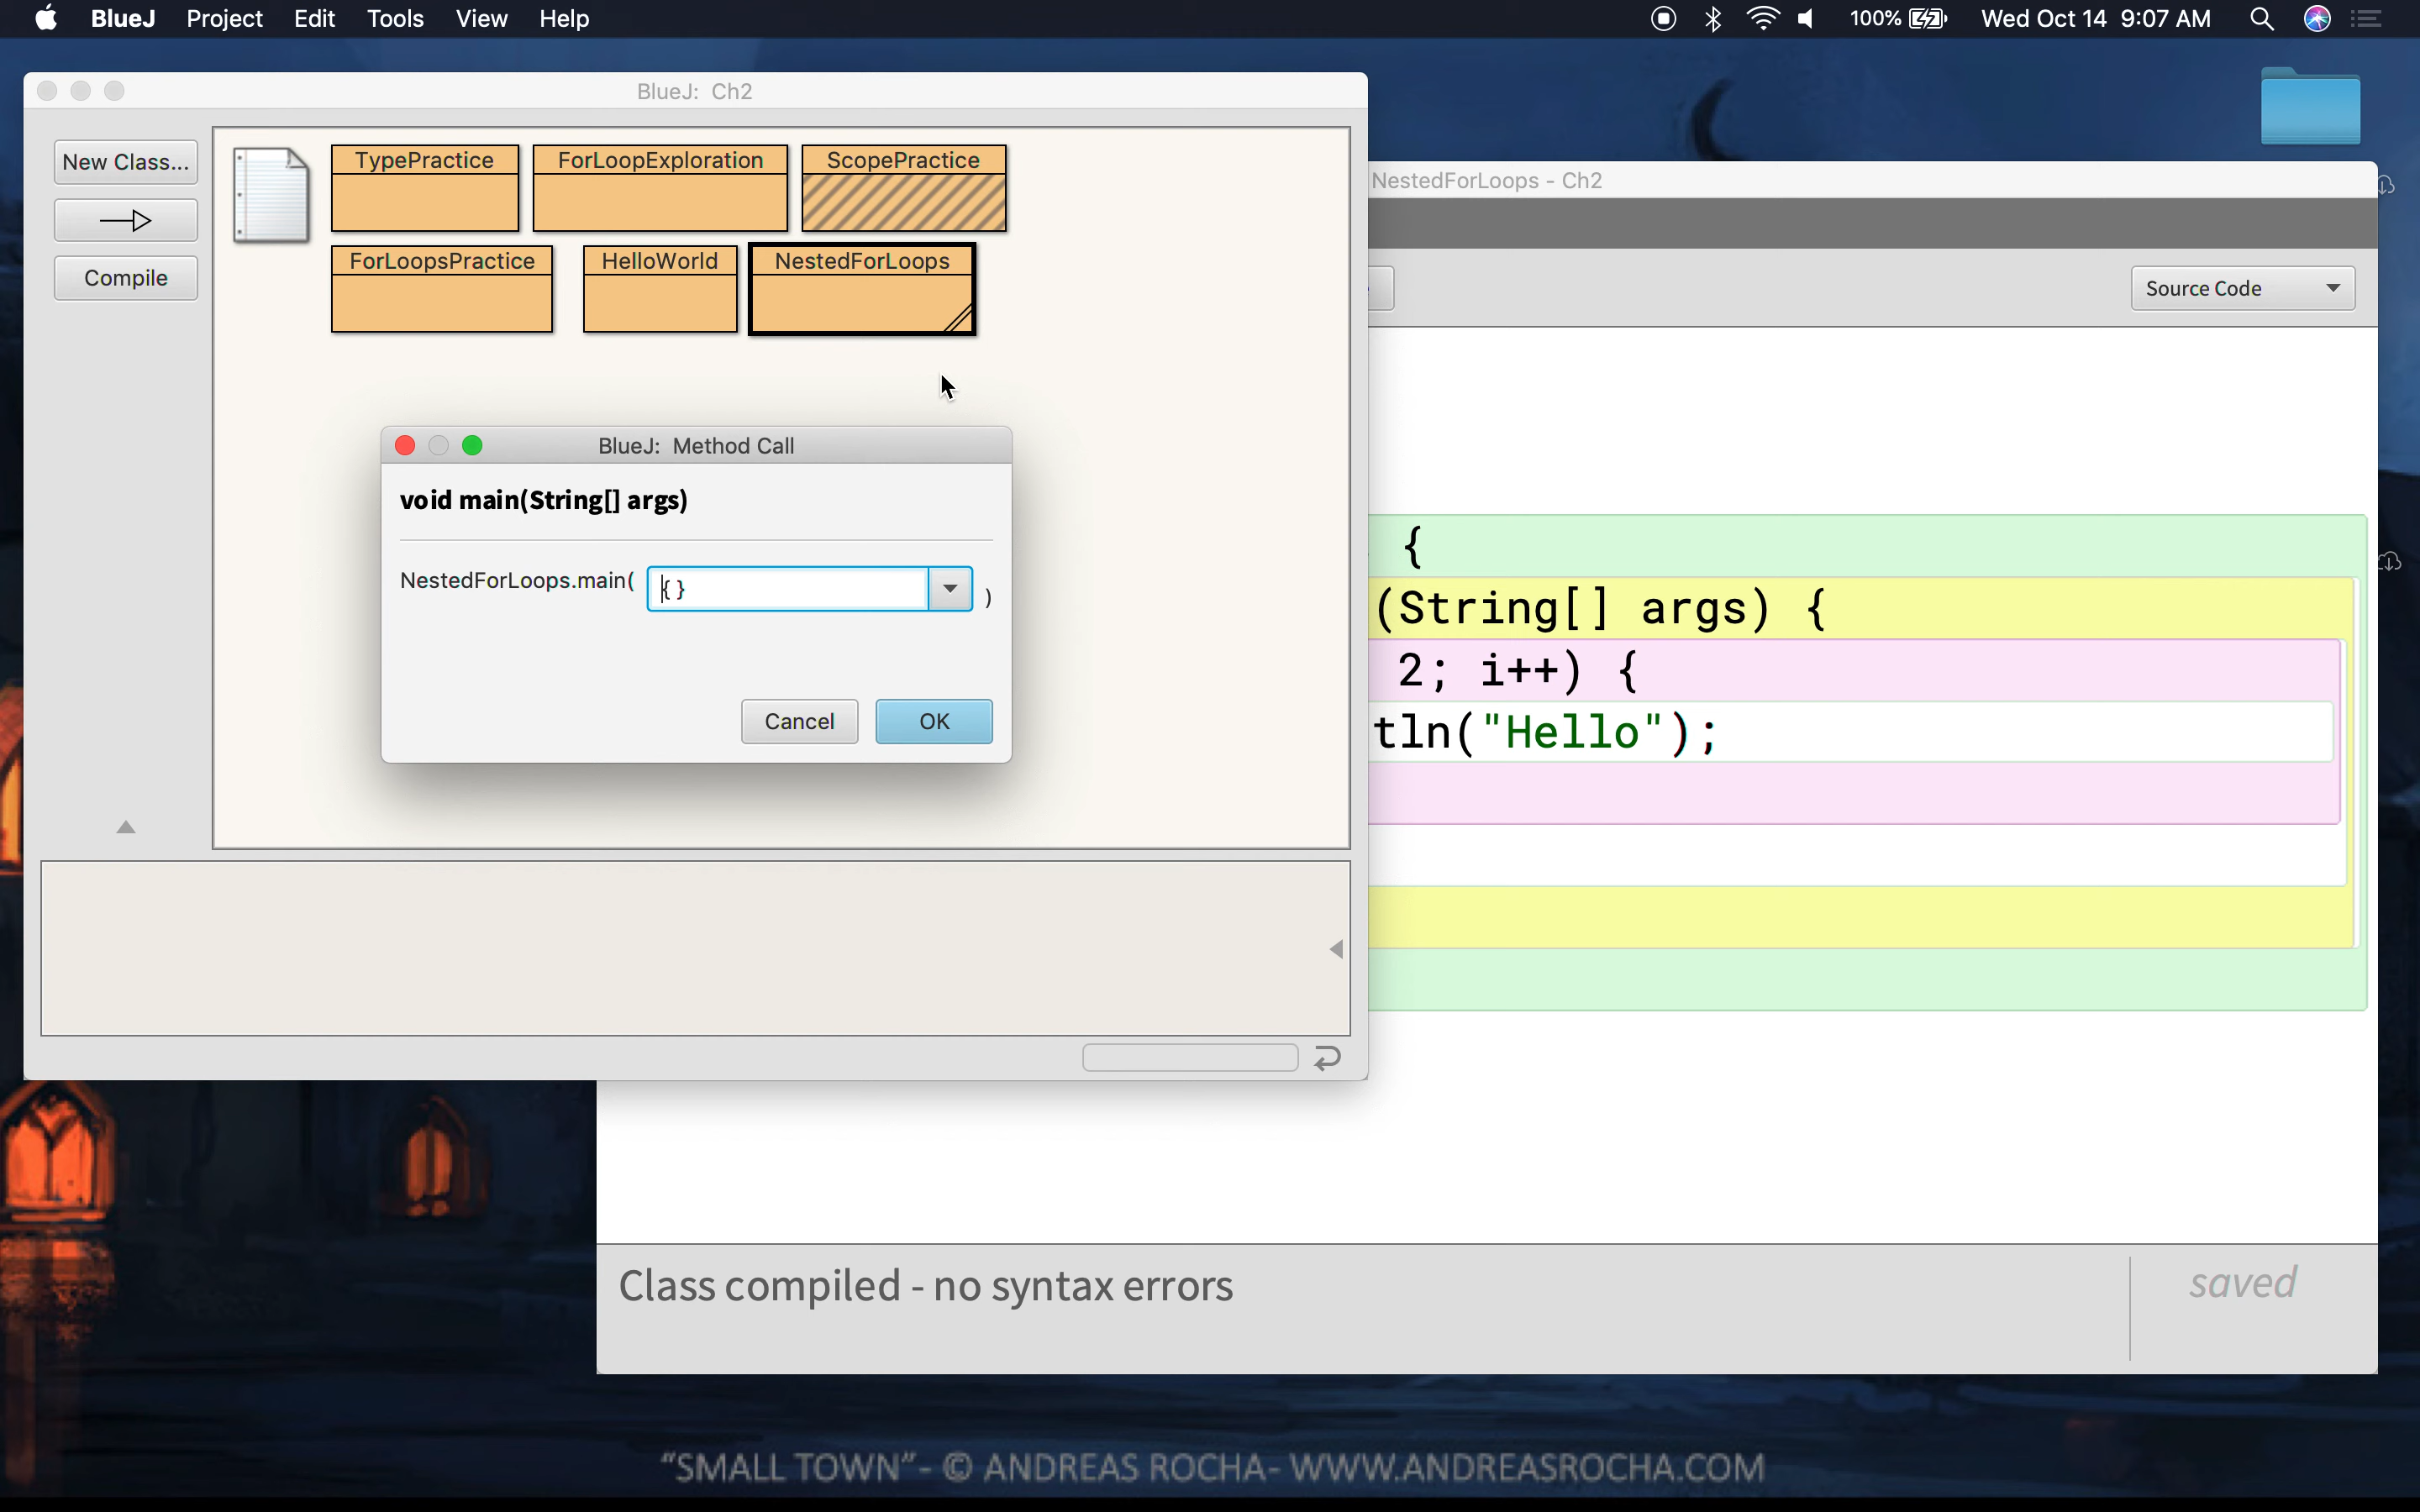 BlueJ Project Edit Tools View Help 100% Wed Oct 14 9:07 AM
BlueJ: Ch2
New Class...
Compile
TypePractice ForLoopExploration ScopePractice
ForLoopsPractice HelloWorld NestedForLoops
BlueJ: Method Call
void main(String[] args)
NestedForLoops.main( { } )
Cancel OK
NestedForLoops - Ch2
Source Code
{
(String[] args) {
2; i++) {
tln("Hello");
Class compiled - no syntax errors
saved
“SMALL TOWN” - © ANDREAS ROCHA- WWW.ANDREASROCHA.COM